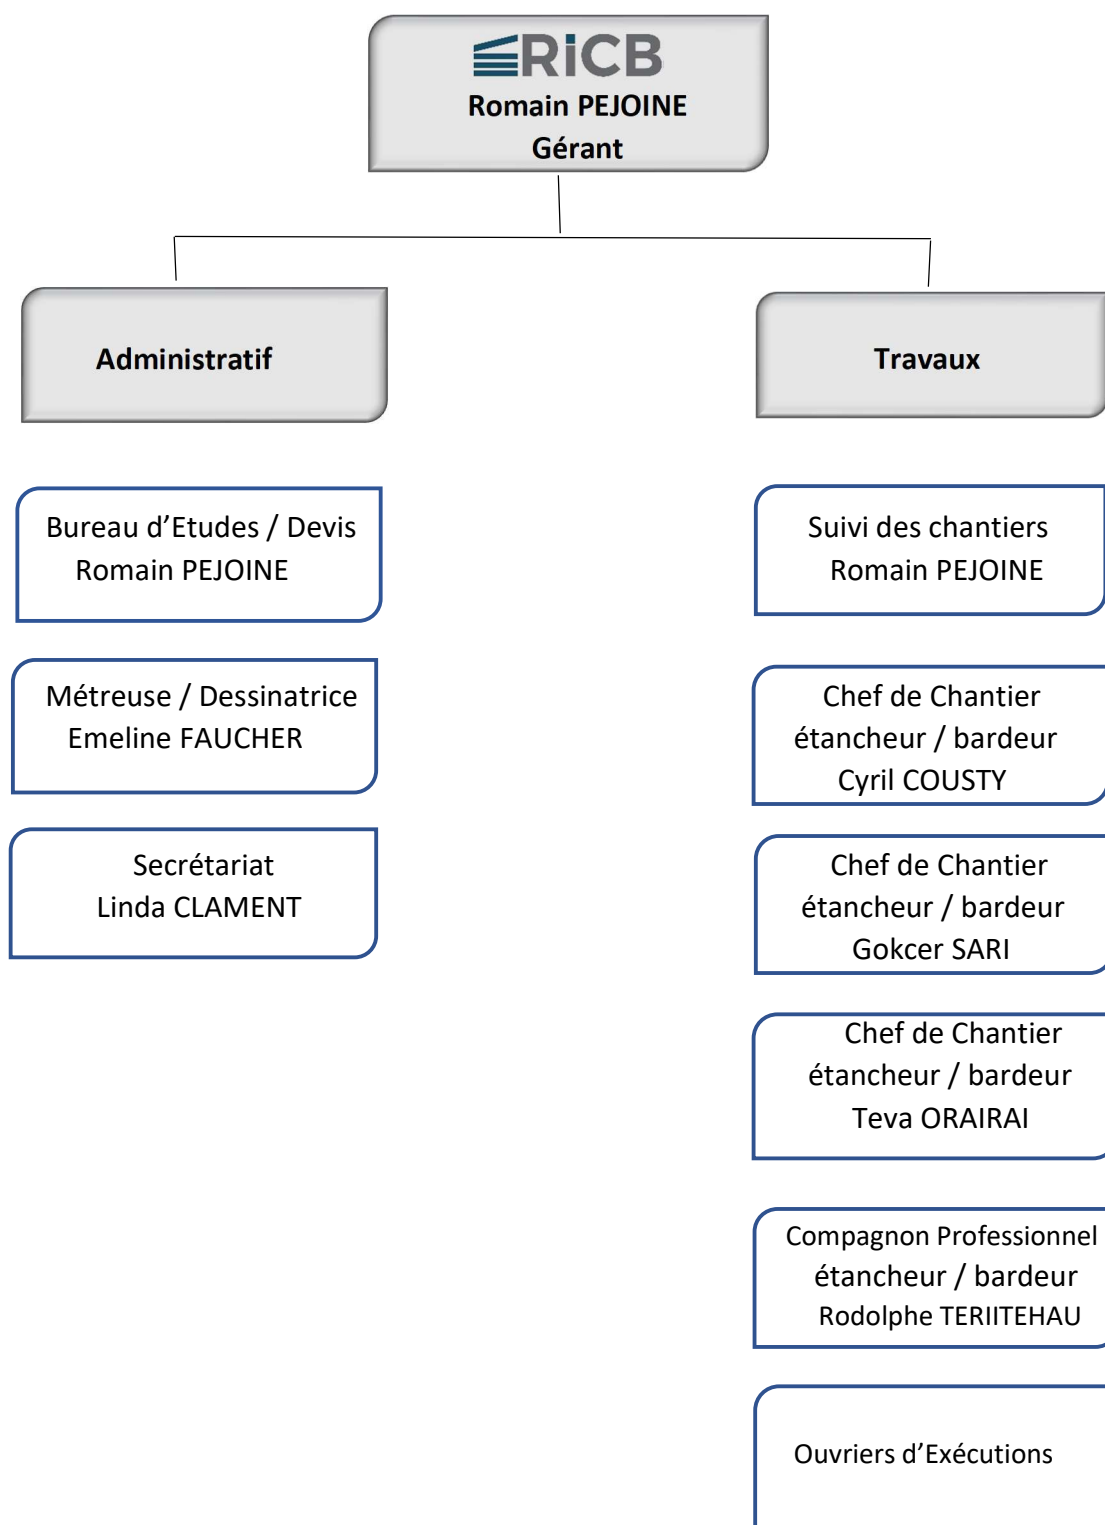 RiCB
Romain PEJOINE
Gérant
Administratif
Travaux
Bureau d’Etudes / Devis
Romain PEJOINE
Métreuse / Dessinatrice
Emeline FAUCHER
Secrétariat
Linda CLAMENT
Suivi des chantiers
Romain PEJOINE
Chef de Chantier
étancheur / bardeur
Cyril COUSTY
Chef de Chantier
étancheur / bardeur
Gokcer SARI
Chef de Chantier
étancheur / bardeur
Teva ORAIRAI
Compagnon Professionnel
étancheur / bardeur
Rodolphe TERIITEHAU
Ouvriers d’Exécutions